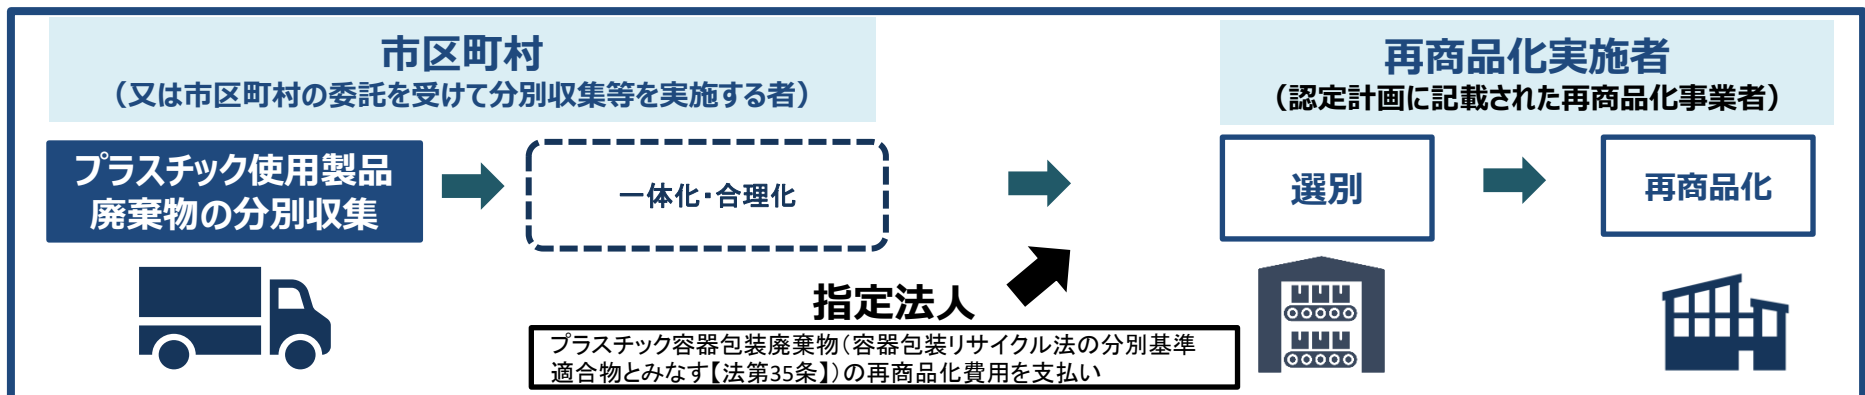 市区町村
（又は市区町村の委託を受けて分別収集等を実施する者）
再商品化実施者
（認定計画に記載された再商品化事業者）
プラスチック使用製品
廃棄物の分別収集
一体化・合理化
選別
再商品化
指定法人
プラスチック容器包装廃棄物（容器包装リサイクル法の分別基準
適合物とみなす【法第35条】）の再商品化費用を支払い